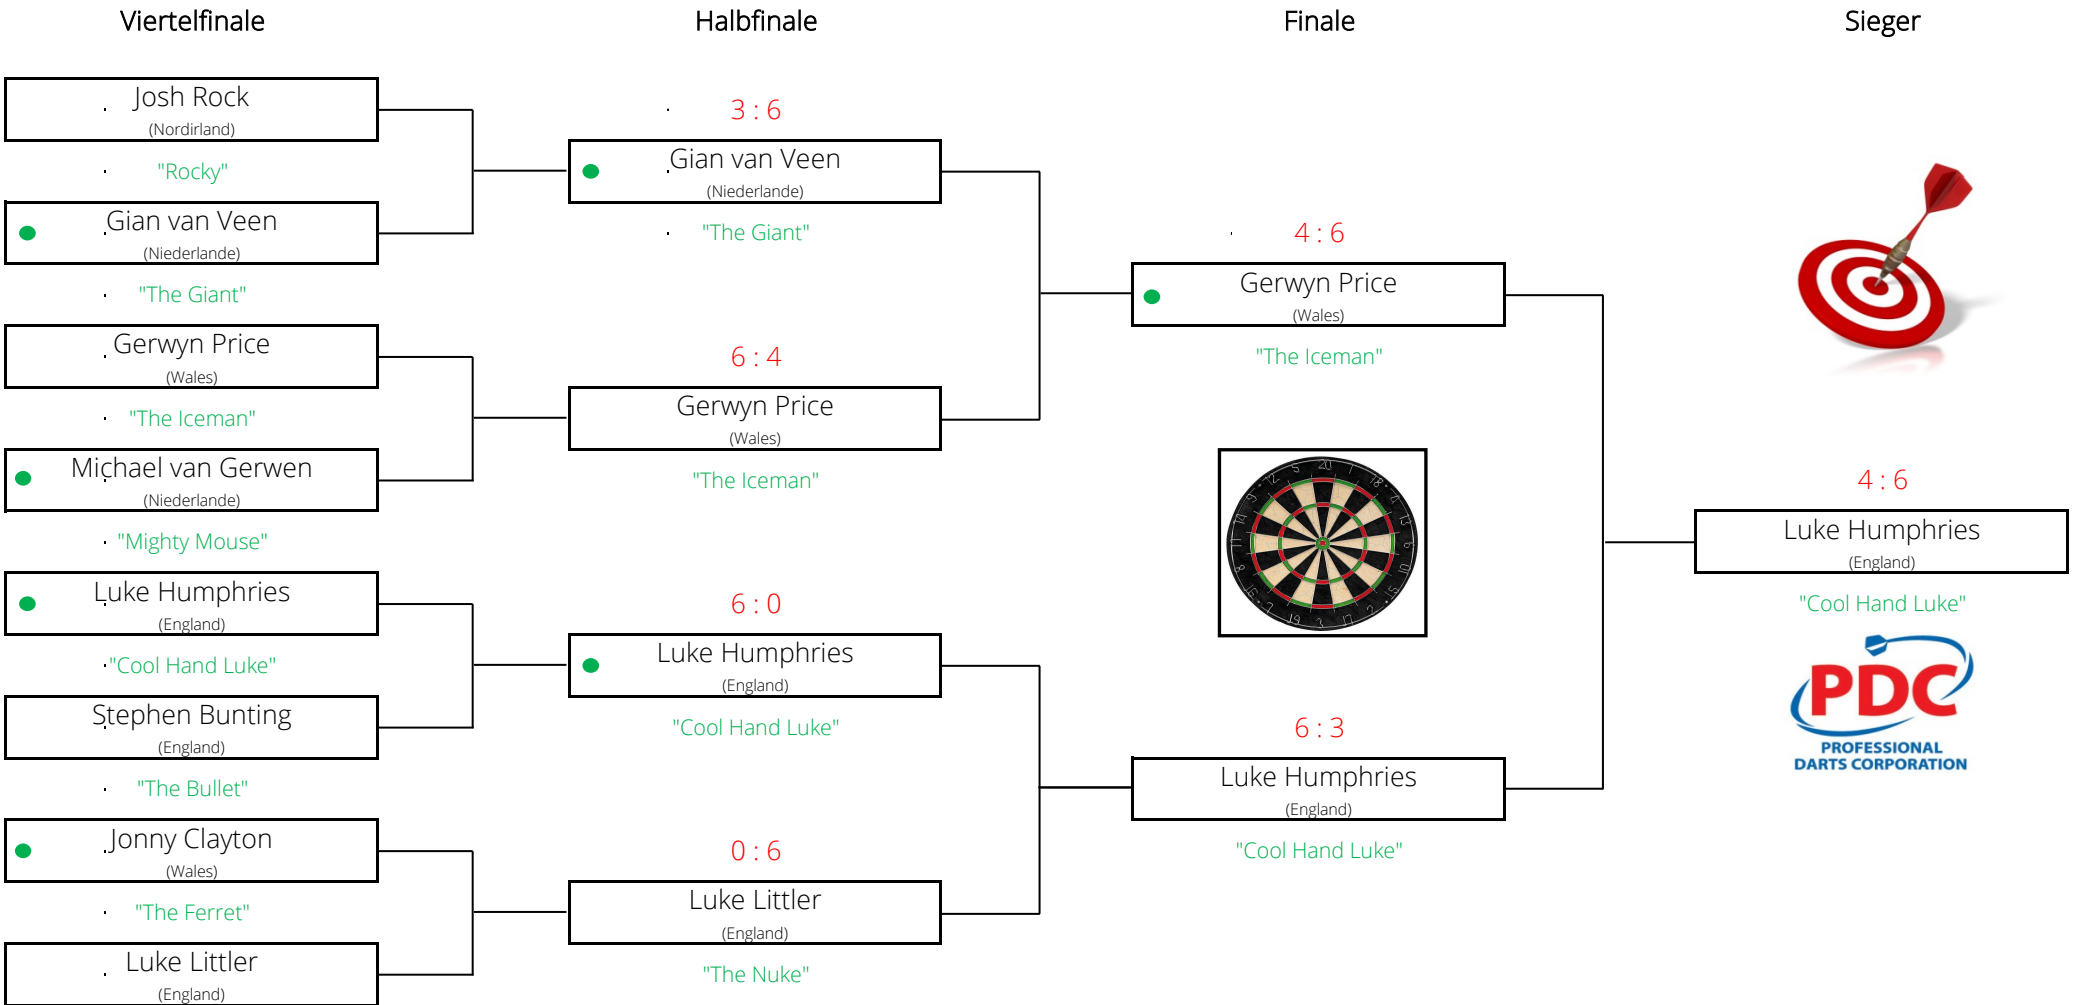 Viertelfinale
Halbfinale
Finale
Sieger
Josh Rock
(Nordirland)
"Rocky"
Gian van Veen
(Niederlande)
"The Giant"
Gerwyn Price
(Wales)
"The Iceman"
Michael van Gerwen
(Niederlande)
"Mighty Mouse"
Luke Humphries
(England)
"Cool Hand Luke"
Stephen Bunting
(England)
"The Bullet"
Jonny Clayton
(Wales)
"The Ferret"
Luke Littler
(England)
3 : 6
Gian van Veen
(Niederlande)
"The Giant"
6 : 4
Gerwyn Price
(Wales)
"The Iceman"
6 : 0
Luke Humphries
(England)
"Cool Hand Luke"
0 : 6
Luke Littler
(England)
"The Nuke"
4 : 6
Gerwyn Price
(Wales)
"The Iceman"
6 : 3
Luke Humphries
(England)
"Cool Hand Luke"
4 : 6
Luke Humphries
(England)
"Cool Hand Luke"
PDC
PROFESSIONAL
DARTS CORPORATION